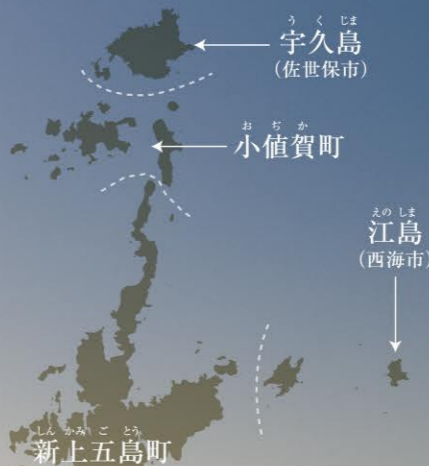 うくじま
宇久島
(佐世保市)
おぢか
小値賀町
えのしま
江島
(西海市)
しんかみごとう
新上五島町